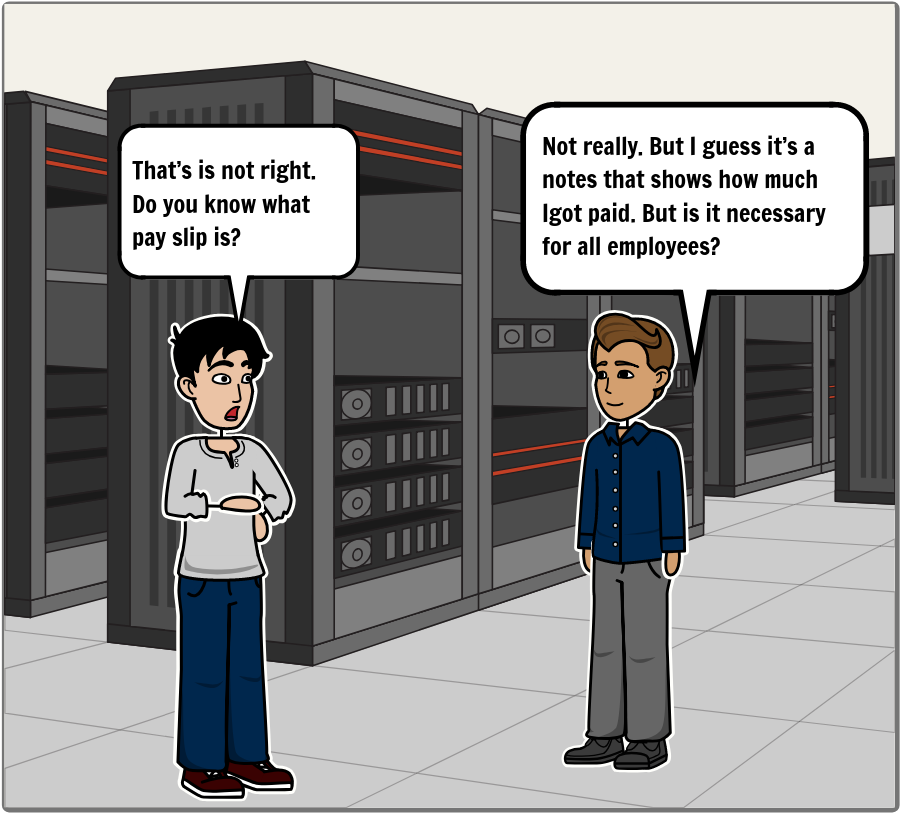 That's is not right.
Do you know what
pay slip is?
Not really. But I guess it's a
notes that shows how much
Igot paid. But is it necessary
for all employees?